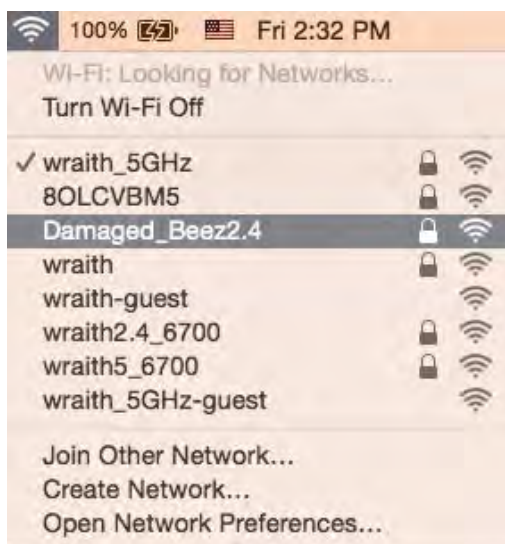 100% Fri 2:32 PM
Wi-Fi: Looking for Networks...
Turn Wi-Fi Off
wraith_5GHz
8OLCVBM5
Damaged_Beez2.4
wraith
wraith-guest
wraith2.4_6700
wraith5_6700
wraith_5GHz-guest
Join Other Network...
Create Network...
Open Network Preferences...